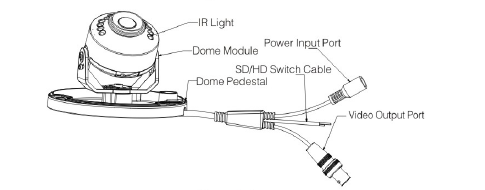 IR Light
Dome Module
Power Input Port
SD/HD Switch Cable
Dome Pedestal
Video Output Port